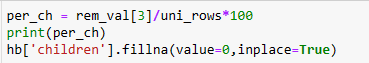 per_ch = rem_val[3]/uni_rows*100
print(per_ch)
hb['children'].fillna(value=0,inplace=True)